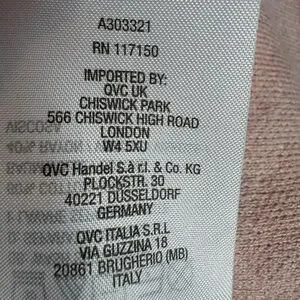 A303321
RN 117150
IMPORTED BY:
QVC UK
CHISWICK PARK
566 CHISWICK HIGH ROAD
LONDON
W4 5XU
QVC Handel S.à r.l. & Co. KG
PLOCKSTR. 30
40221 DÜSSELDORF
GERMANY
QVC ITALIA S.R.L
VIA GUZZINA 18
20861 BRUGHERIO (MB)
ITALY